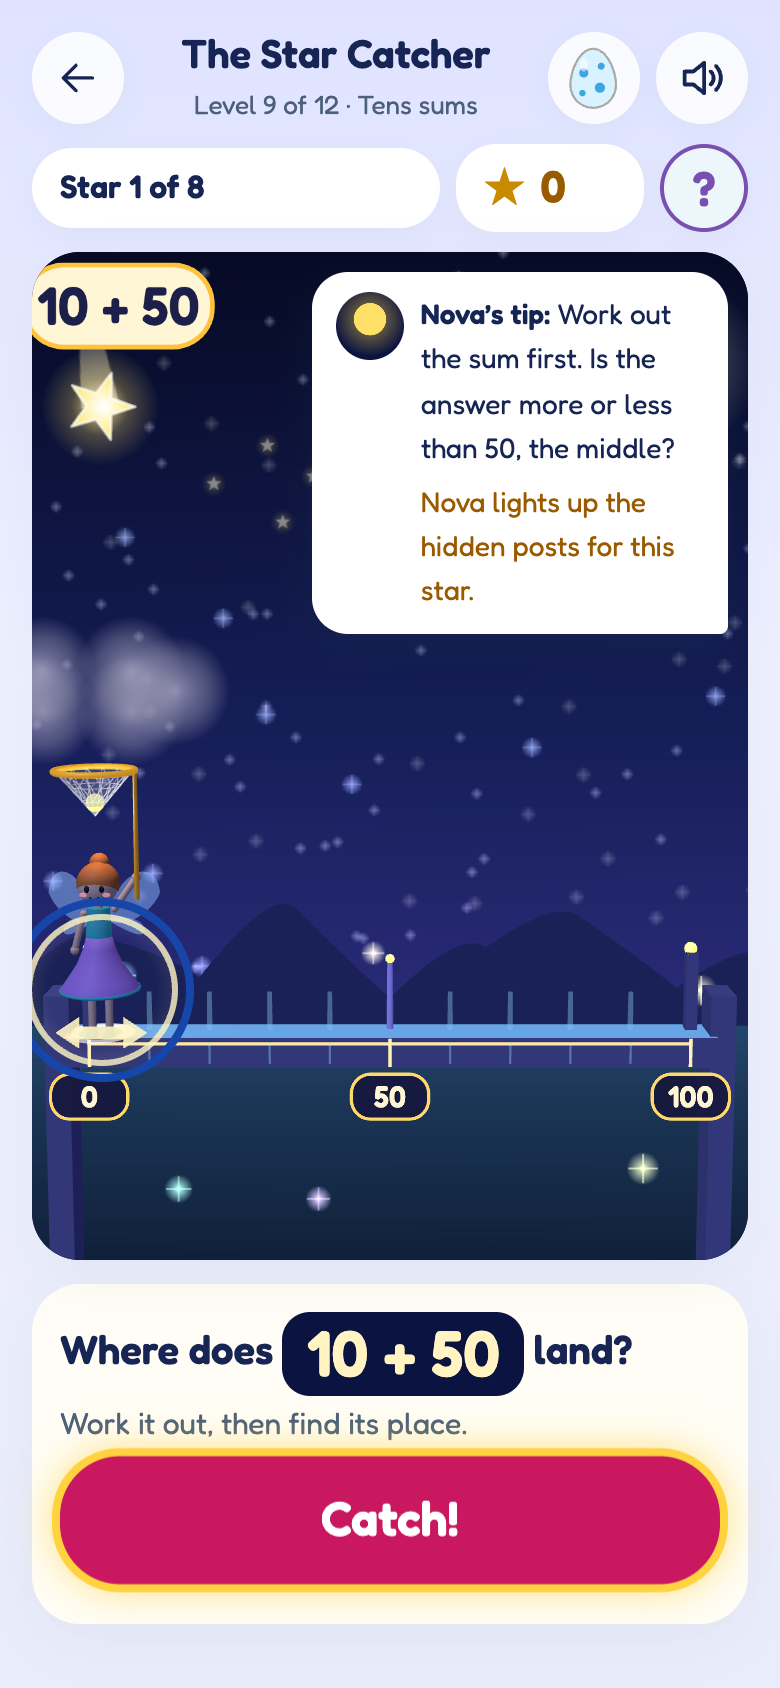 The Star Catcher
Level 9 of 12 · Tens sums
Star 1 of 8
★ 0
?
10 + 50
Nova’s tip: Work out
the sum first. Is the
answer more or less
than 50, the middle?
Nova lights up the
hidden posts for this
star.
0
50
100
Where does 10 + 50 land?
Work it out, then find its place.
Catch!